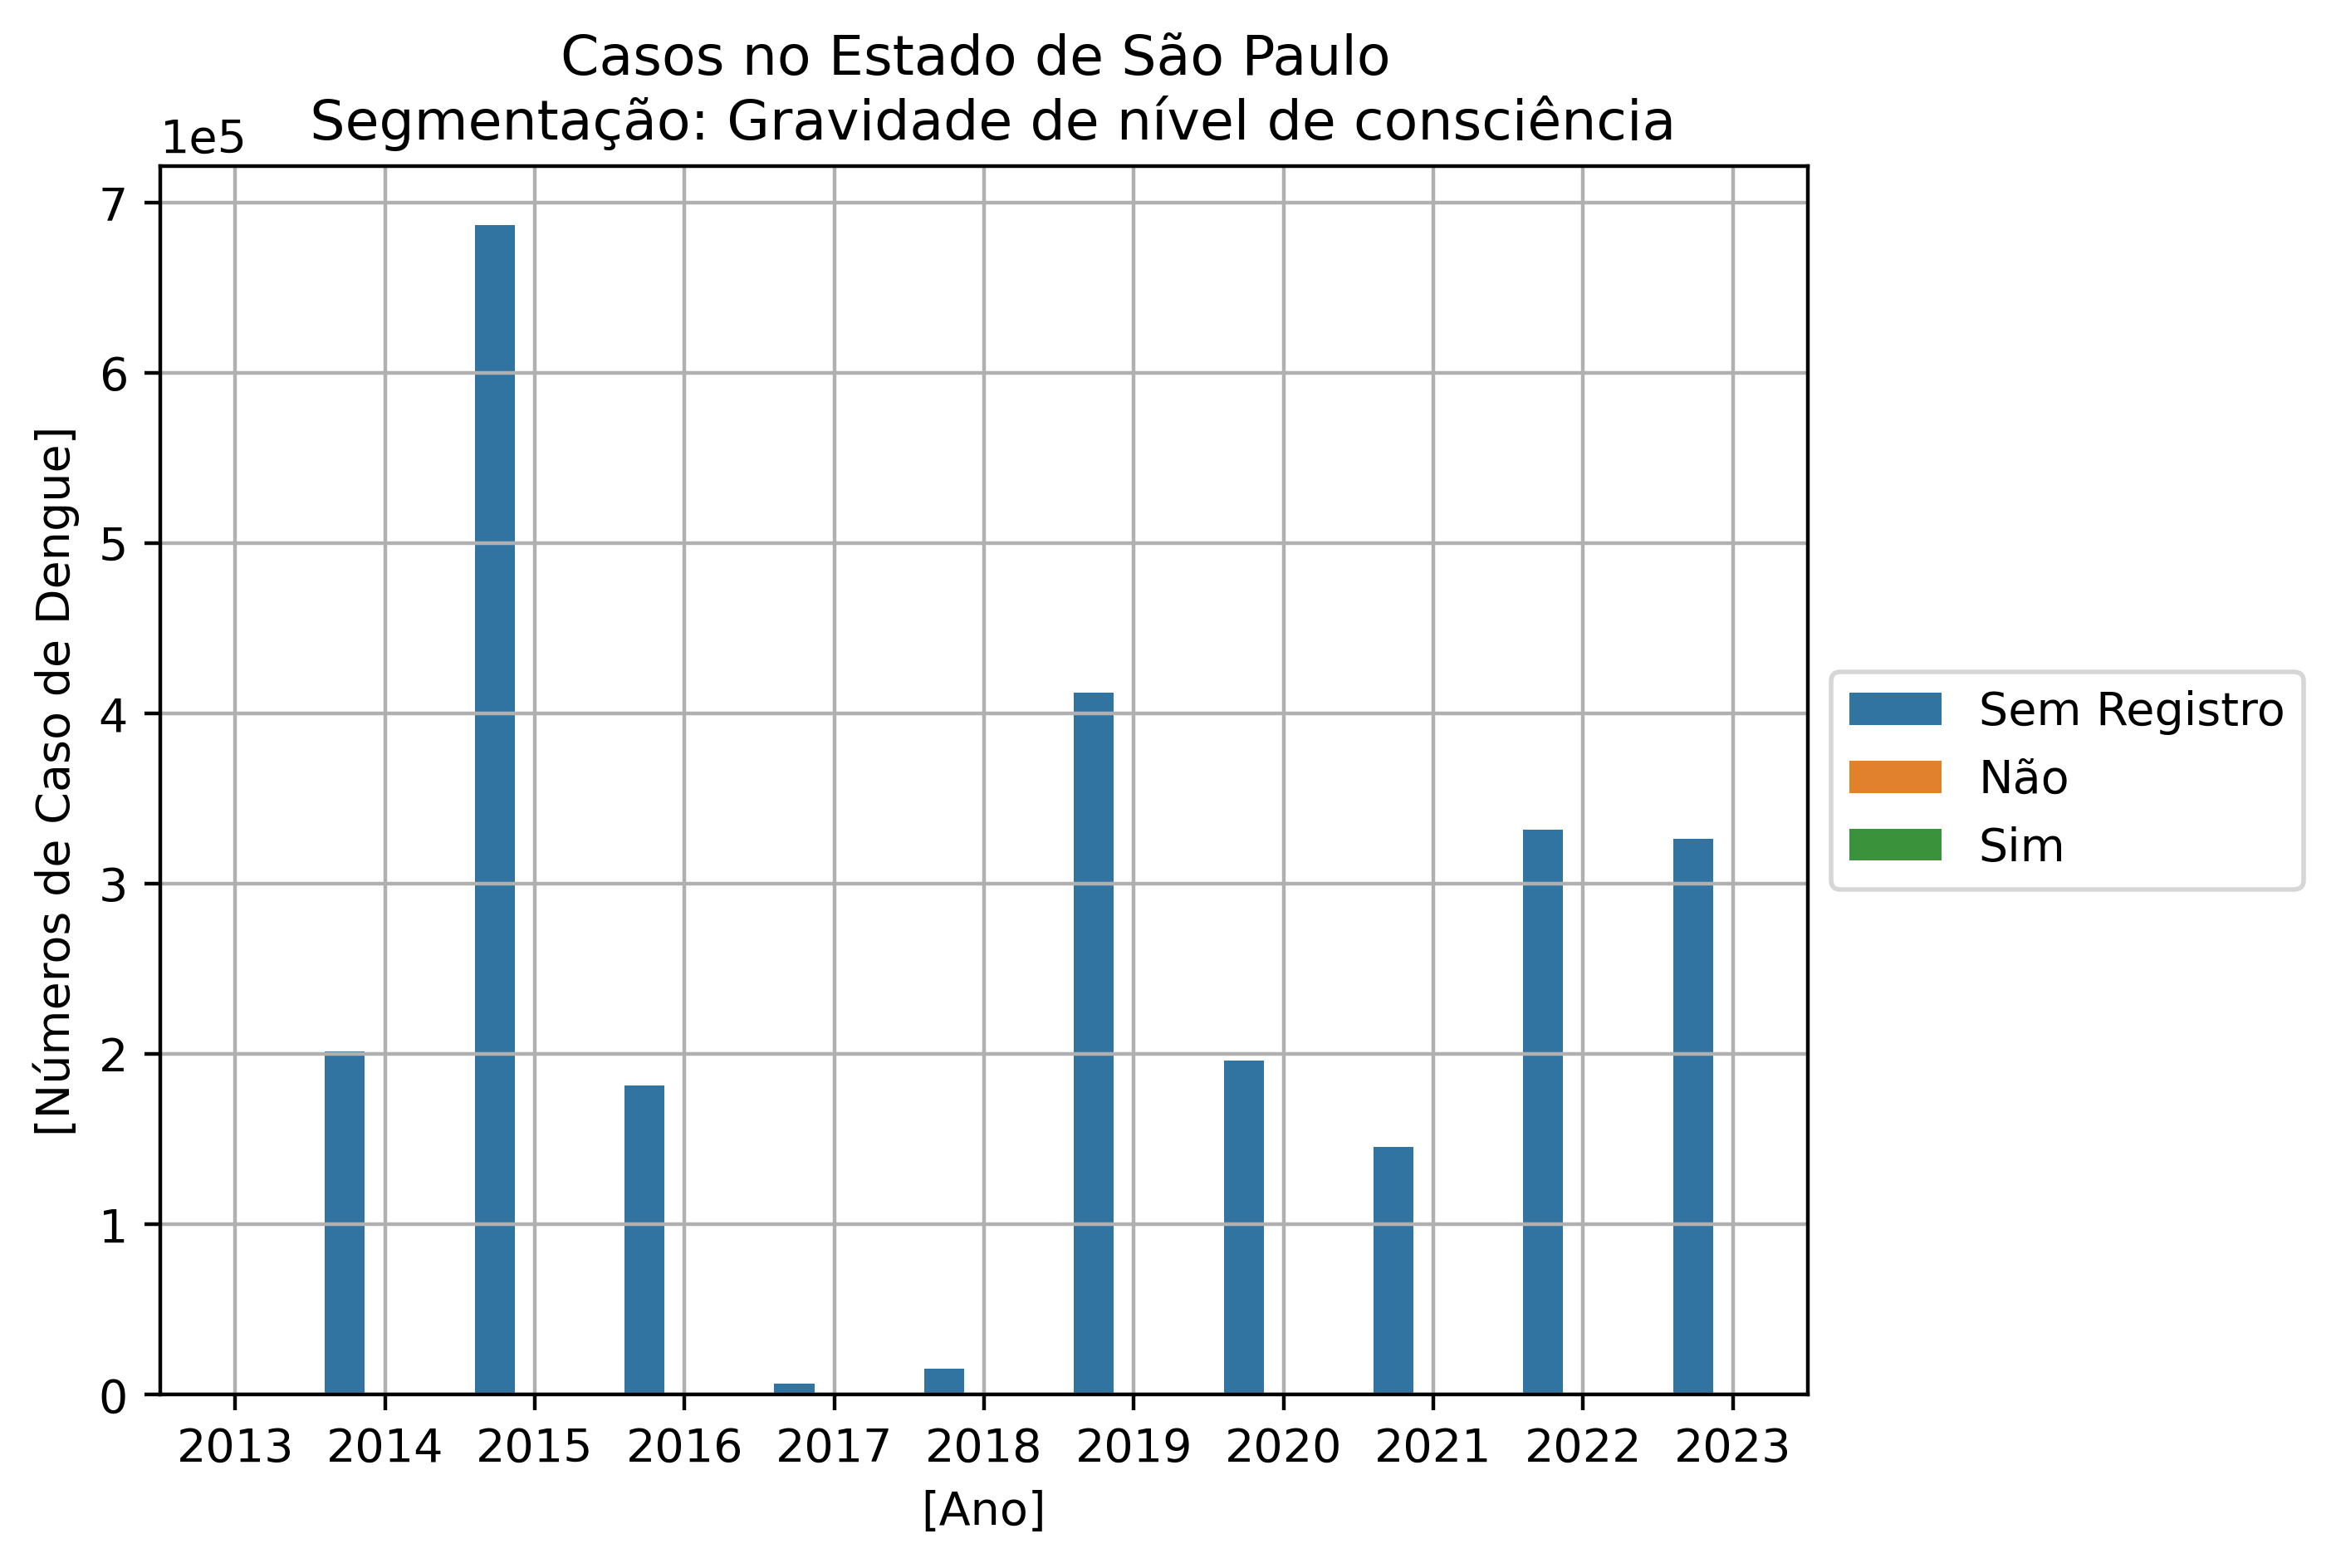 Casos no Estado de São Paulo
Segmentação: Gravidade de nível de consciência
1e5
7
6
5
4
3
2
1
0
[Números de Caso de Dengue]
2013 2014 2015 2016 2017 2018 2019 2020 2021 2022 2023
[Ano]
Sem Registro
Não
Sim